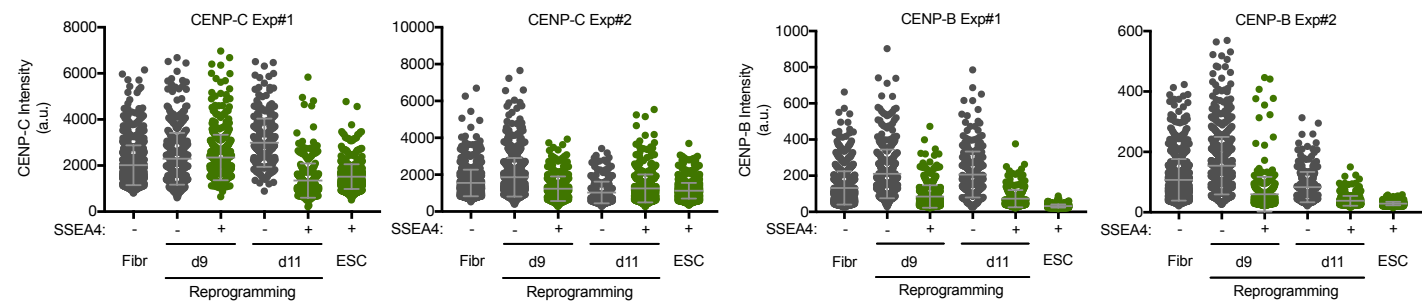 CENP-C Exp#1
CENP-C Intensity
(a.u.)
8000
6000
4000
2000
0
SSEA4: - - + - + +
Fibr d9 d11 ESC
Reprogramming
CENP-C Exp#2
10000
8000
6000
4000
2000
0
SSEA4: - - + - + +
Fibr d9 d11 ESC
Reprogramming
CENP-B Exp#1
CENP-B Intensity
(a.u.)
1000
800
600
400
200
0
SSEA4: - - + - + +
Fibr d9 d11 ESC
Reprogramming
CENP-B Exp#2
600
400
200
0
SSEA4: - - + - + +
Fibr d9 d11 ESC
Reprogramming